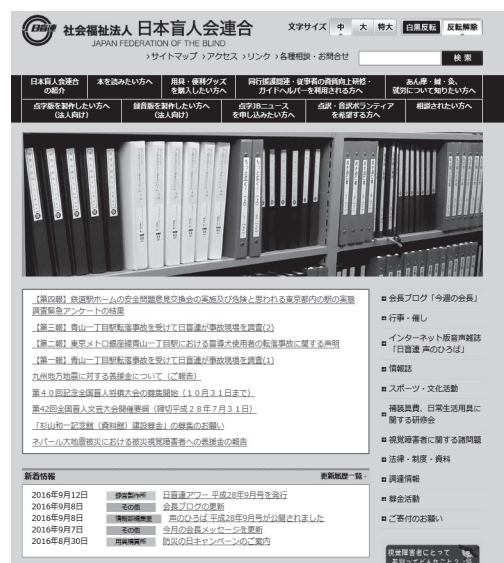 日盲連
社会福祉法人 日本盲人会連合
JAPAN FEDERATION OF THE BLIND
文字サイズ 中 大 特大 白黒反転 反転解除
›サイトマップ ›アクセス ›リンク ›各種相談・お問合せ
検索
日本盲人会連合の紹介
本を読みたい方へ
用具・便利グッズを購入したい方へ
同行援護関連・従事者の資質向上研修・ガイドヘルパーを利用される方へ
あん摩・鍼・灸、就労について知りたい方へ
点字版を製作したい方へ(法人向け)
録音版を製作したい方へ(法人向け)
点字JBニュースを申し込みたい方へ
点訳・音訳ボランティアを希望する方へ
相談されたい方へ
【第四報】鉄道駅ホームの安全問題意見交換会の実施及び危険と思われる東京都内の駅の実態
調査緊急アンケートの結果
【第三報】青山一丁目駅転落事故を受けて日盲連が事故現場を調査(2)
【第二報】東京メトロ銀座線青山一丁目駅における盲導犬使用者の転落事故に関する声明
【第一報】青山一丁目駅転落事故を受けて日盲連が事故現場を調査(1)
九州地方地震に対する義援金について(ご報告)
第40回記念全国盲人将棋大会の募集開始(10月31日まで)
第42回全国盲人文芸大会開催要綱(締切平成28年7月31日)
「杉山和一記念館(資料館)建設募金」の募集のお願い
ネパール大地震被災における被災視覚障害者への義援金の報告
会長ブログ「今週の会長」
行事・催し
インターネット版音声雑誌
「日盲連 声のひろば」
情報誌
スポーツ・文化活動
補装具費、日常生活用具に
関する研修会
視覚障害者に関する諸問題
法律・制度・資料
調達情報
募金活動
ご寄付のお願い
新着情報
更新履歴一覧
2016年9月12日 録音製作所 日盲連アワー 平成28年9月号を発行
2016年9月8日 その他 会長ブログの更新
2016年9月8日 情報部編集室 声のひろば 平成28年9月号が公開されました
2016年9月7日 その他 今月の会長メッセージを更新
2016年8月30日 用具購買所 防災の日キャンペーンのご案内
視覚障害者にとって